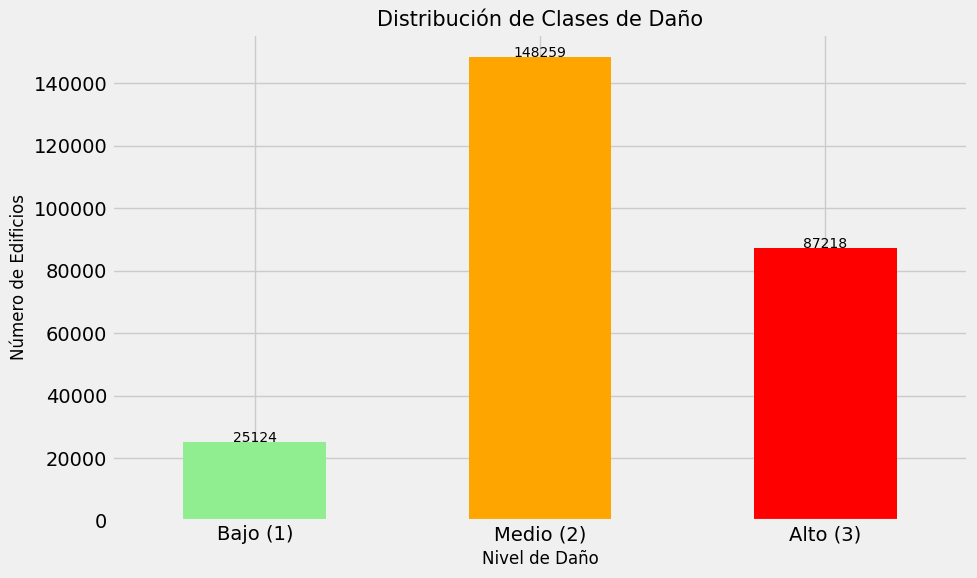 Distribución de Clases de Daño
148259
140000
120000
100000
87218
80000
60000
40000
25124
20000
0
Número de Edificios
Bajo (1)
Medio (2)
Alto (3)
Nivel de Daño